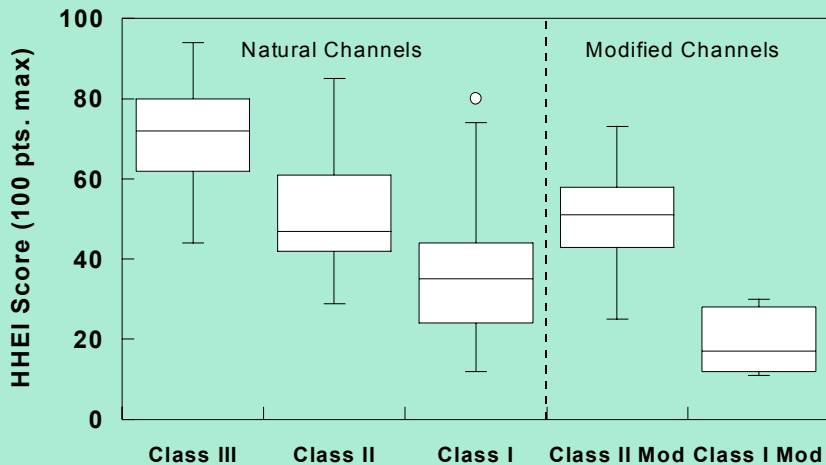 HHEI Score (100 pts. max)
100
80
60
40
20
0
Natural Channels
Modified Channels
Class III
Class II
Class I
Class II Mod
Class I Mod